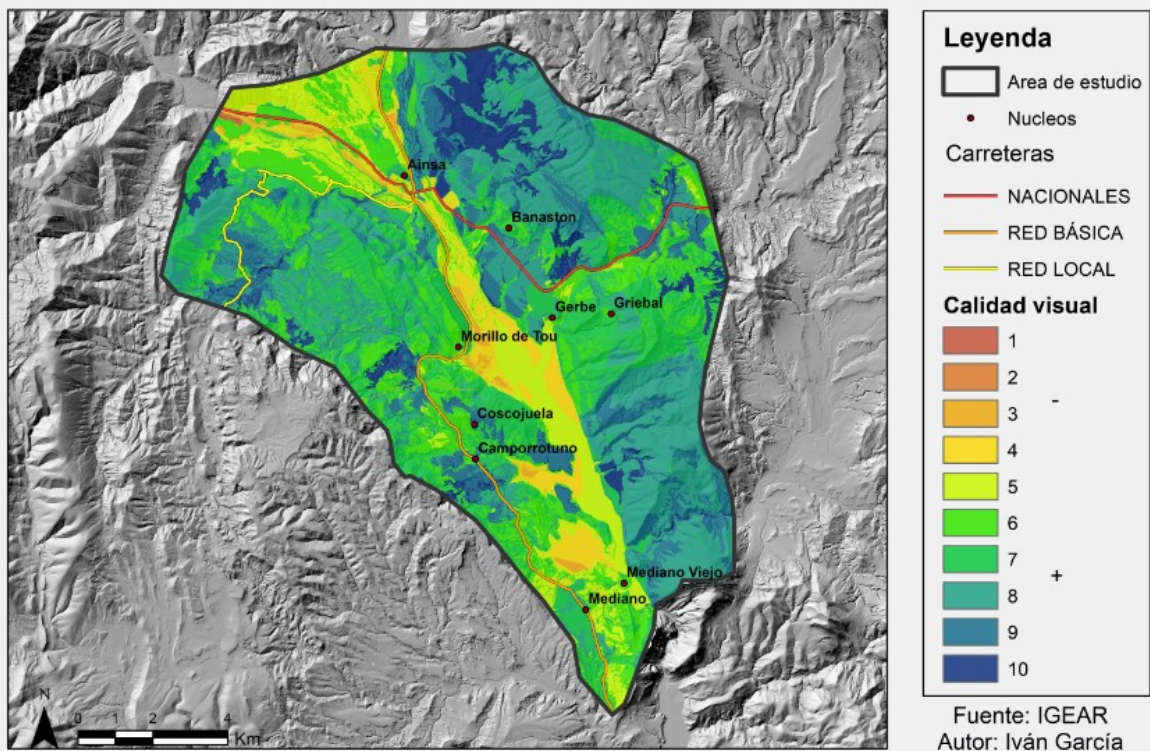 Ainsa
Banaston
Gerbe
Griebal
Morillo de Tou
Coscojuela
Camporrotuno
Mediano Viejo
Mediano
N
0 1 2 4
Km
Leyenda
Area de estudio
Nucleos
Carreteras
NACIONALES
RED BÁSICA
RED LOCAL
Calidad visual
1
2
3
-
4
5
6
7
+
8
9
10
Fuente: IGEAR
Autor: Iván García